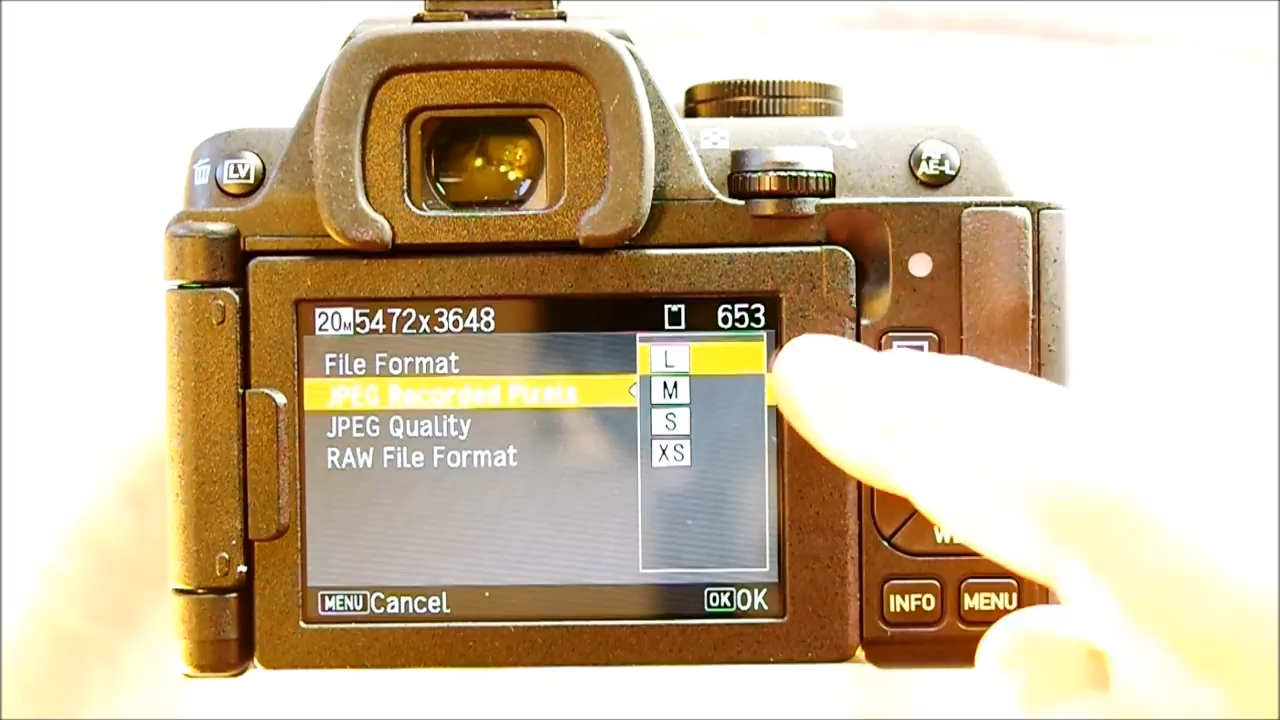 LV
AE-L
20M 5472x3648 653
File Format
JPEG Recorded Pixels
JPEG Quality
RAW File Format
L
M
S
XS
MENU Cancel
OK OK
INFO
MENU